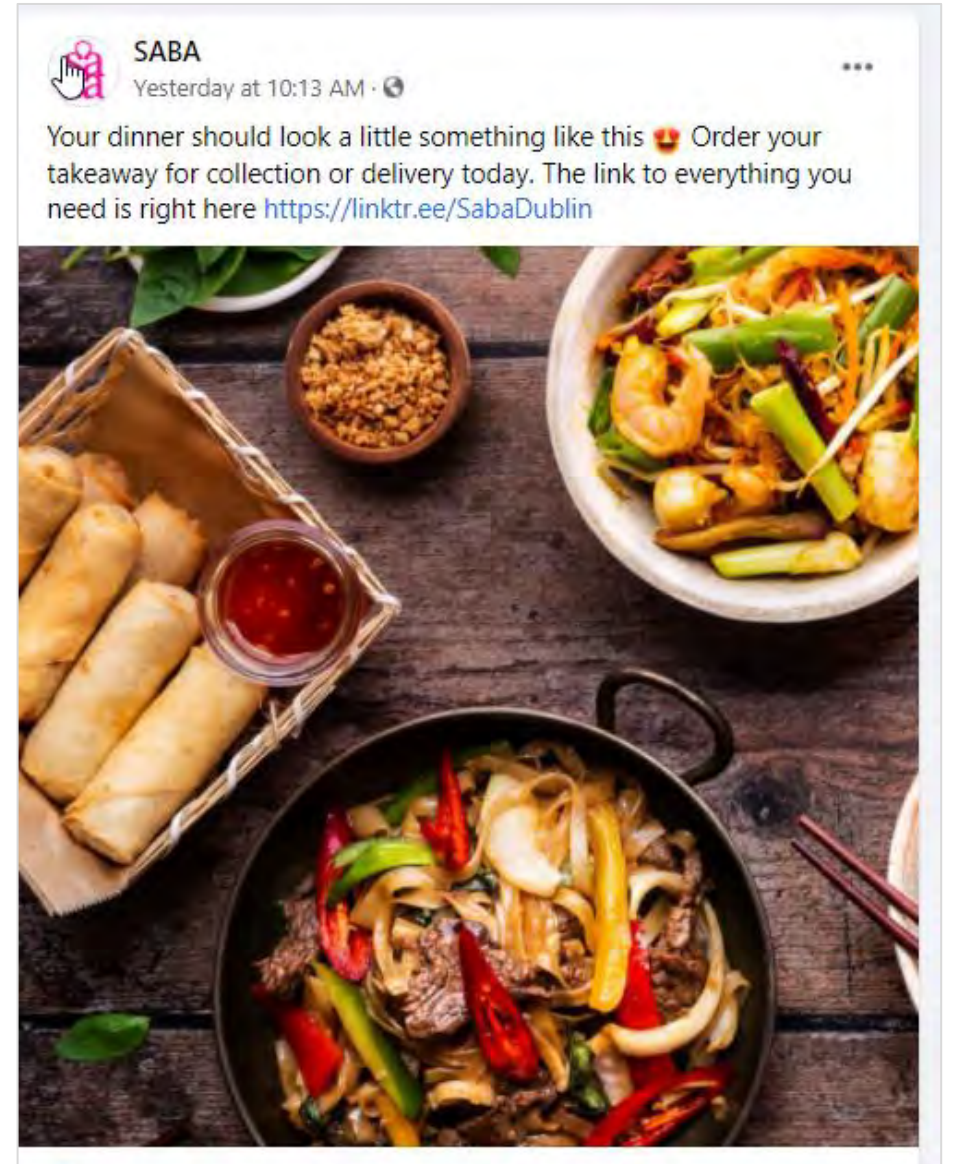 SABA
Yesterday at 10:13 AM ·
Your dinner should look a little something like this 😍 Order your
takeaway for collection or delivery today. The link to everything you
need is right here https://linktr.ee/SabaDublin